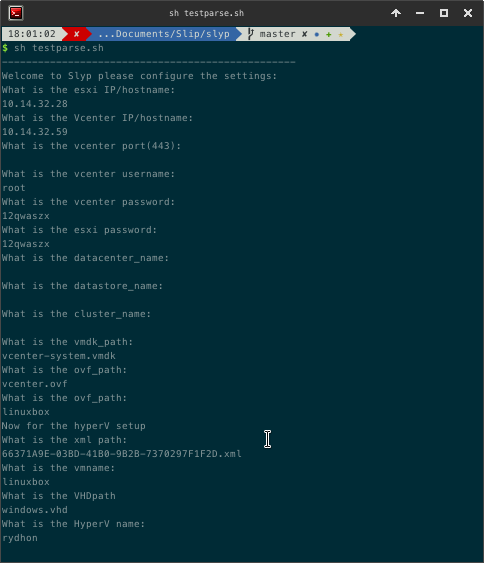 sh testparse.sh
18:01:02 ✘ ...Documents/Slip/slyp master ✘ ● + ★
$ sh testparse.sh
------------------------------------------------
Welcome to Slyp please configure the settings:
What is the esxi IP/hostname:
10.14.32.28
What is the Vcenter IP/hostname:
10.14.32.59
What is the vcenter port(443):
What is the vcenter username:
root
What is the vcenter password:
12qwaszx
What is the esxi password:
12qwaszx
What is the datacenter_name:
What is the datastore_name:
What is the cluster_name:
What is the vmdk_path:
vcenter-system.vmdk
What is the ovf_path:
vcenter.ovf
What is the ovf_path:
linuxbox
Now for the hyperV setup
What is the xml path:
66371A9E-03BD-41B0-9B2B-7370297F1F2D.xml
What is the vmname:
linuxbox
What is the VHDpath
windows.vhd
What is the HyperV name:
rydhon